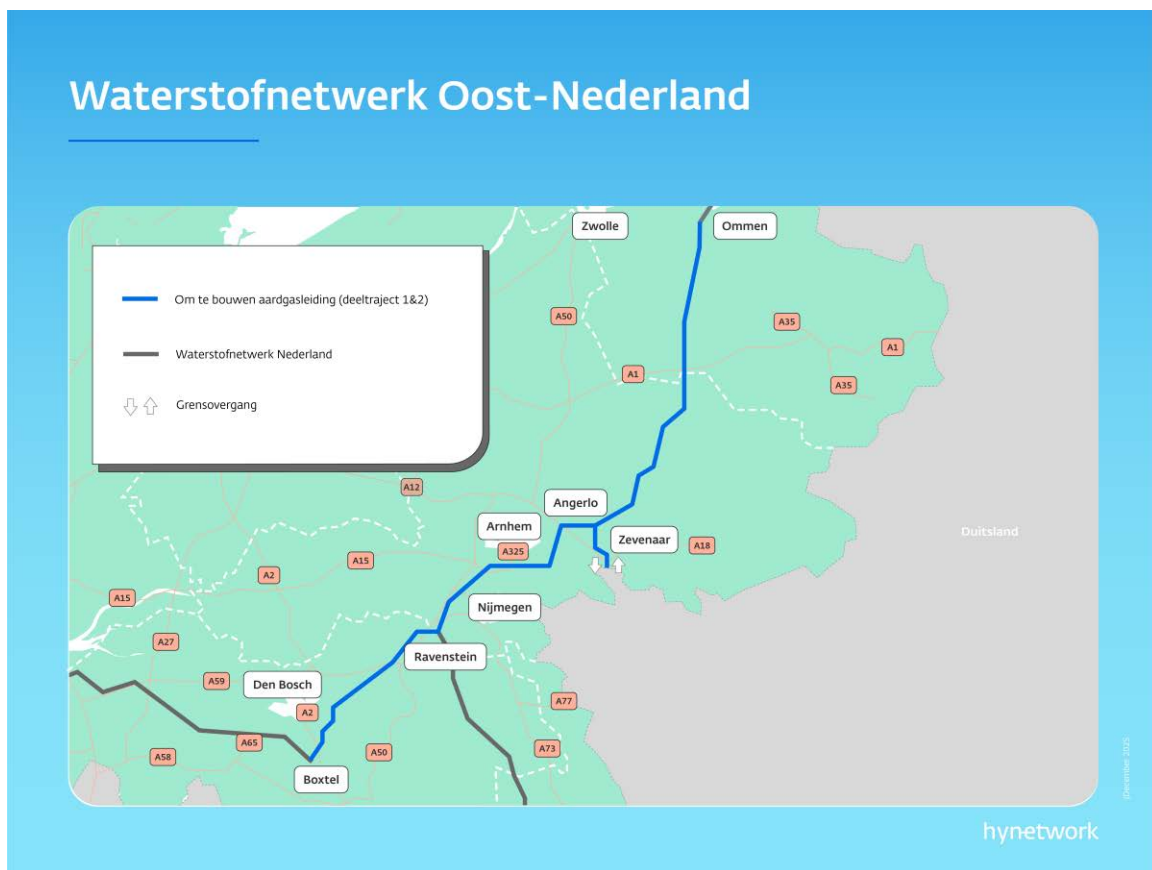 Waterstofnetwerk Oost-Nederland
Zwolle
Ommen
Om te bouwen aardgasleiding (deeltraject 1&2)
Waterstofnetwerk Nederland
Grensovergang
A50
A35
A1
A1
A35
A12
Angerlo
Arnhem
Zevenaar
Duitsland
A325
A18
A15
A2
A15
Nijmegen
A27
Ravenstein
A59
Den Bosch
A77
A2
A65
A58
A50
A73
Boxtel
|December 2025
hynetwork